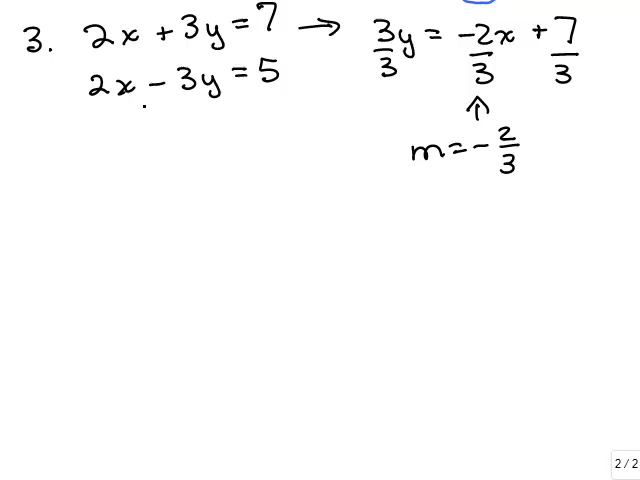 3. 2x + 3y = 7 → 3y/3 = -2x/3 + 7/3
2x - 3y = 5
↑
m = - 2/3
2 / 2